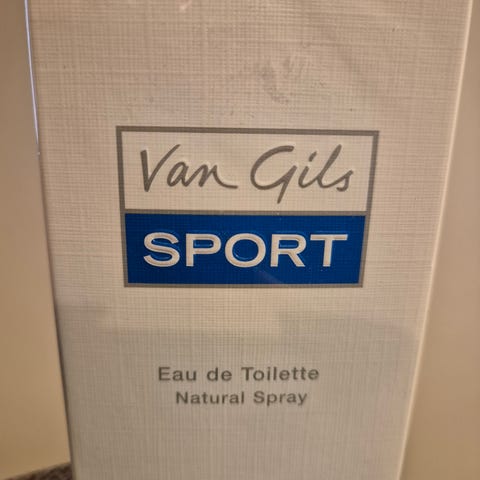 Van Gils
SPORT
Eau de Toilette
Natural Spray